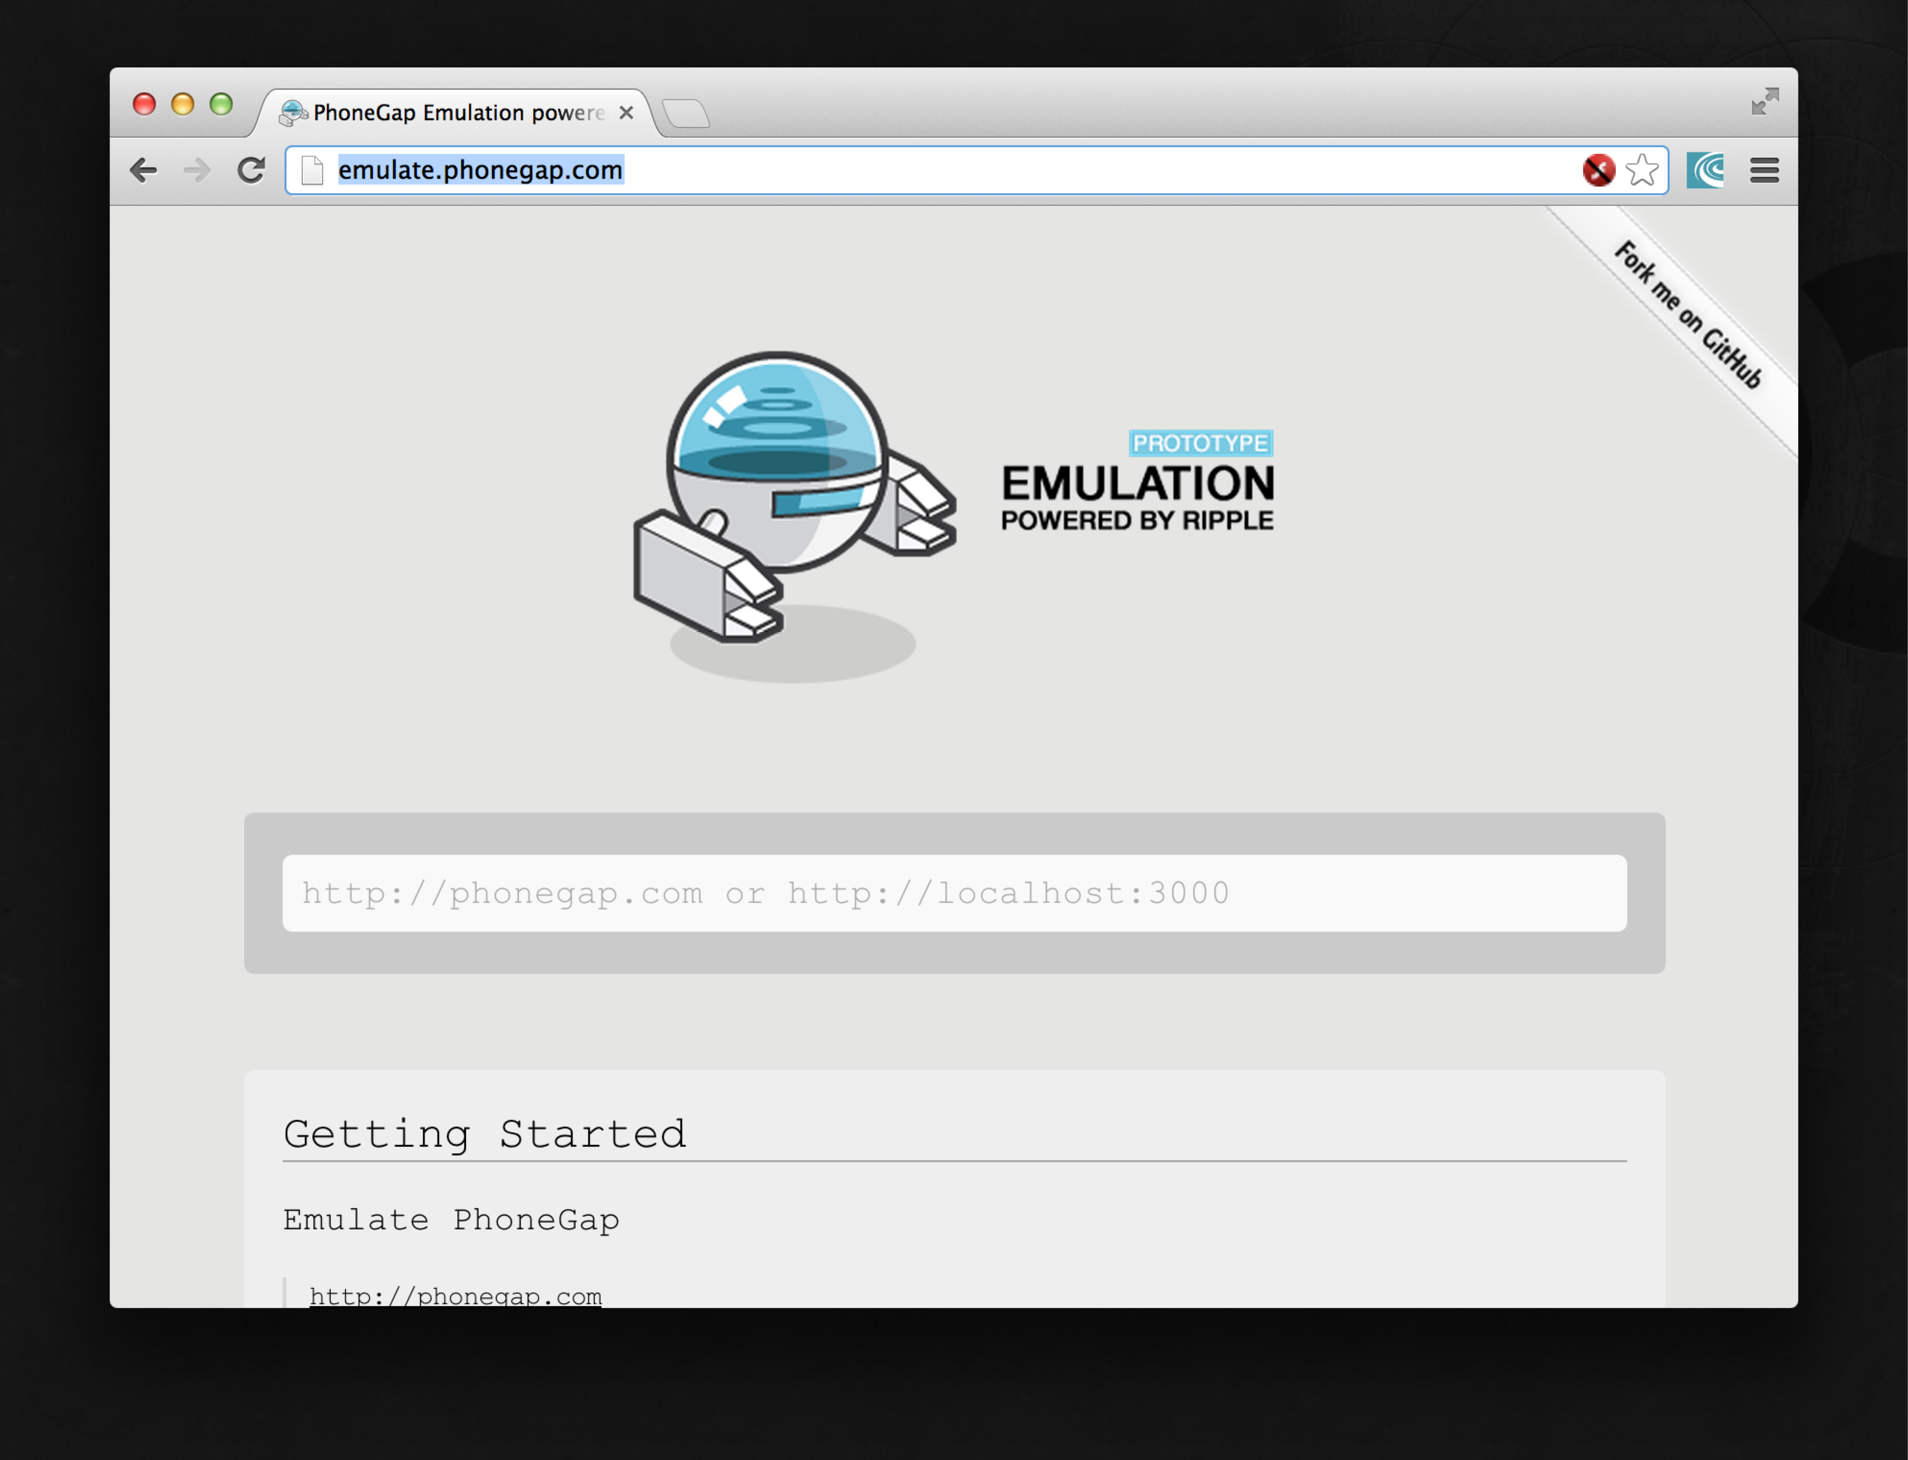 PhoneGap Emulation powere
emulate.phonegap.com
Fork me on GitHub
PROTOTYPE
EMULATION
POWERED BY RIPPLE
http://phonegap.com or http://localhost:3000
Getting Started
Emulate PhoneGap
http://phonegap.com